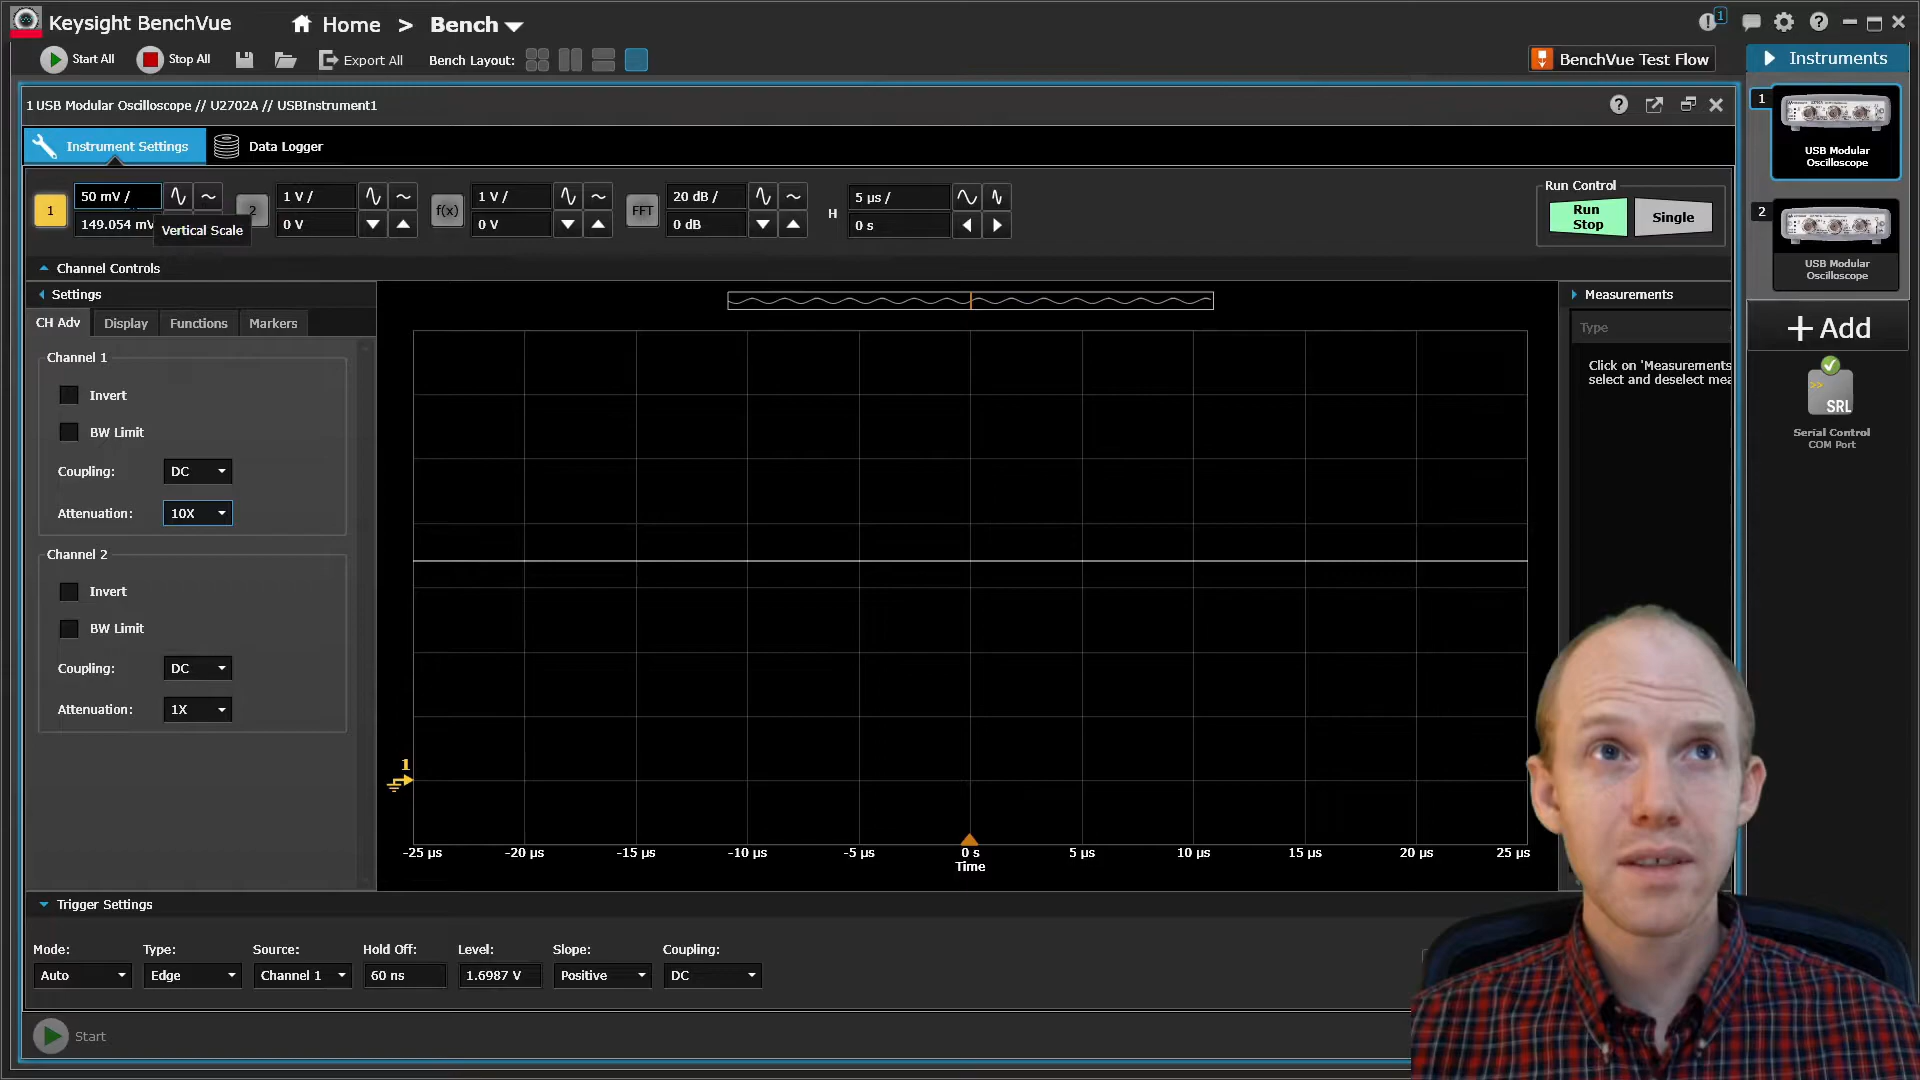 Keysight BenchVue
Home > Bench
1
Start All
Stop All
Export All
Bench Layout:
BenchVue Test Flow
Instruments
1 USB Modular Oscilloscope // U2702A // USBInstrument1
Instrument Settings
Data Logger
1
50 mV /
149.054 mV
Vertical Scale
2
1 V /
0 V
f(x)
1 V /
0 V
FFT
20 dB /
0 dB
H
5 µs /
0 s
Run Control
Run
Stop
Single
1
USB Modular
Oscilloscope
2
USB Modular
Oscilloscope
+ Add
SRL
Serial Control
COM Port
Channel Controls
Settings
CH Adv
Display
Functions
Markers
Channel 1
Invert
BW Limit
Coupling: DC
Attenuation: 10X
Channel 2
Invert
BW Limit
Coupling: DC
Attenuation: 1X
1
-25 µs
-20 µs
-15 µs
-10 µs
-5 µs
0 s
5 µs
10 µs
15 µs
20 µs
25 µs
Time
Measurements
Type
Click on 'Measurements
select and deselect mea
Trigger Settings
Mode:
Type:
Source:
Hold Off:
Level:
Slope:
Coupling:
Auto
Edge
Channel 1
60 ns
1.6987 V
Positive
DC
Start